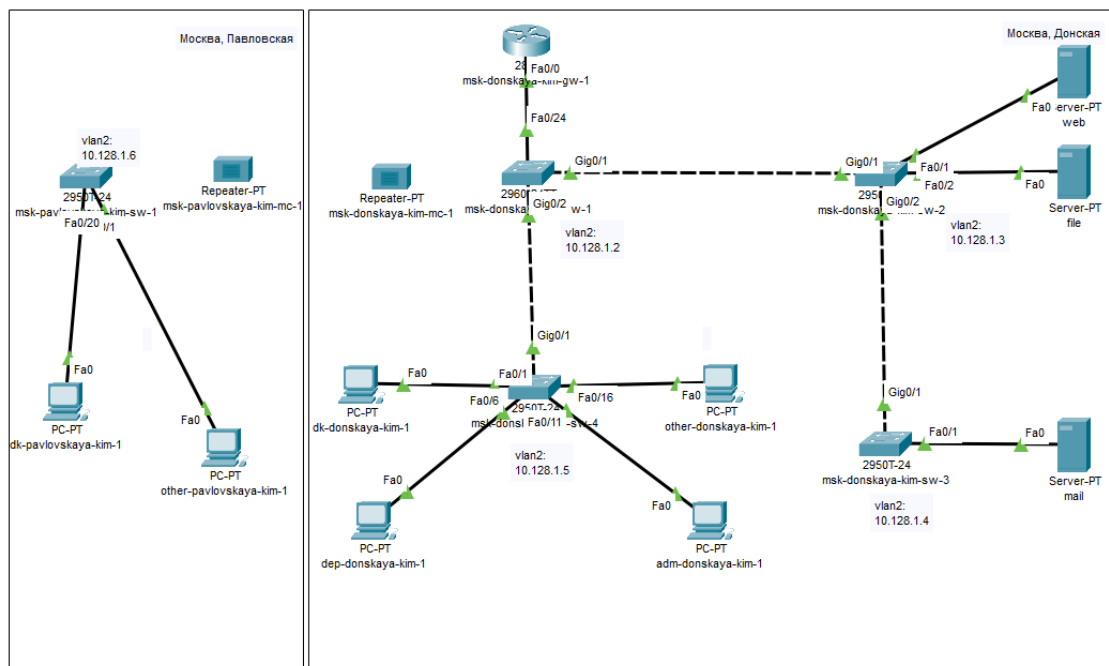 Москва, Павловская
vlan2:
10.128.1.6
2950T-24
Fa0/20
Repeater-PT
msk-pavlovskaya-kim-mc-1
Fa0
PC-PT
dk-pavlovskaya-kim-1
Fa0
PC-PT
other-pavlovskaya-kim-1
Москва, Донская
Fa0/0
Fa0/24
Gig0/1
Gig0/2
Repeater-PT
msk-donskaya-kim-mc-1
vlan2:
10.128.1.2
Gig0/1
Fa0/1
Fa0/2
Gig0/2
vlan2:
10.128.1.3
Fa0
web
Fa0
Server-PT
file
Gig0/1
Fa0
Fa0/1
Fa0/6
Fa0/11
Fa0/16
Fa0
PC-PT
dk-donskaya-kim-1
PC-PT
other-donskaya-kim-1
vlan2:
10.128.1.5
Fa0
PC-PT
dep-donskaya-kim-1
Fa0
PC-PT
adm-donskaya-kim-1
Gig0/1
Fa0/1
Fa0
2950T-24
msk-donskaya-kim-sw-3
Server-PT
mail
vlan2:
10.128.1.4